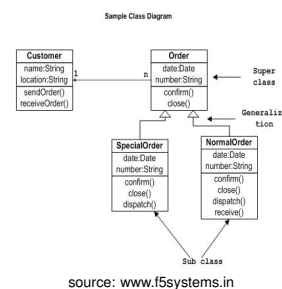 Sample Class Diagram
Customer
name:String
location:String
sendOrder()
receiveOrder()
1
n
Order
date:Date
number:String
confirm()
close()
Super
class
Generaliz
tion
SpecialOrder
date:Date
number:String
confirm()
close()
dispatch()
NormalOrder
date:Date
number:String
confirm()
close()
dispatch()
receive()
Sub class
source: www.f5systems.in